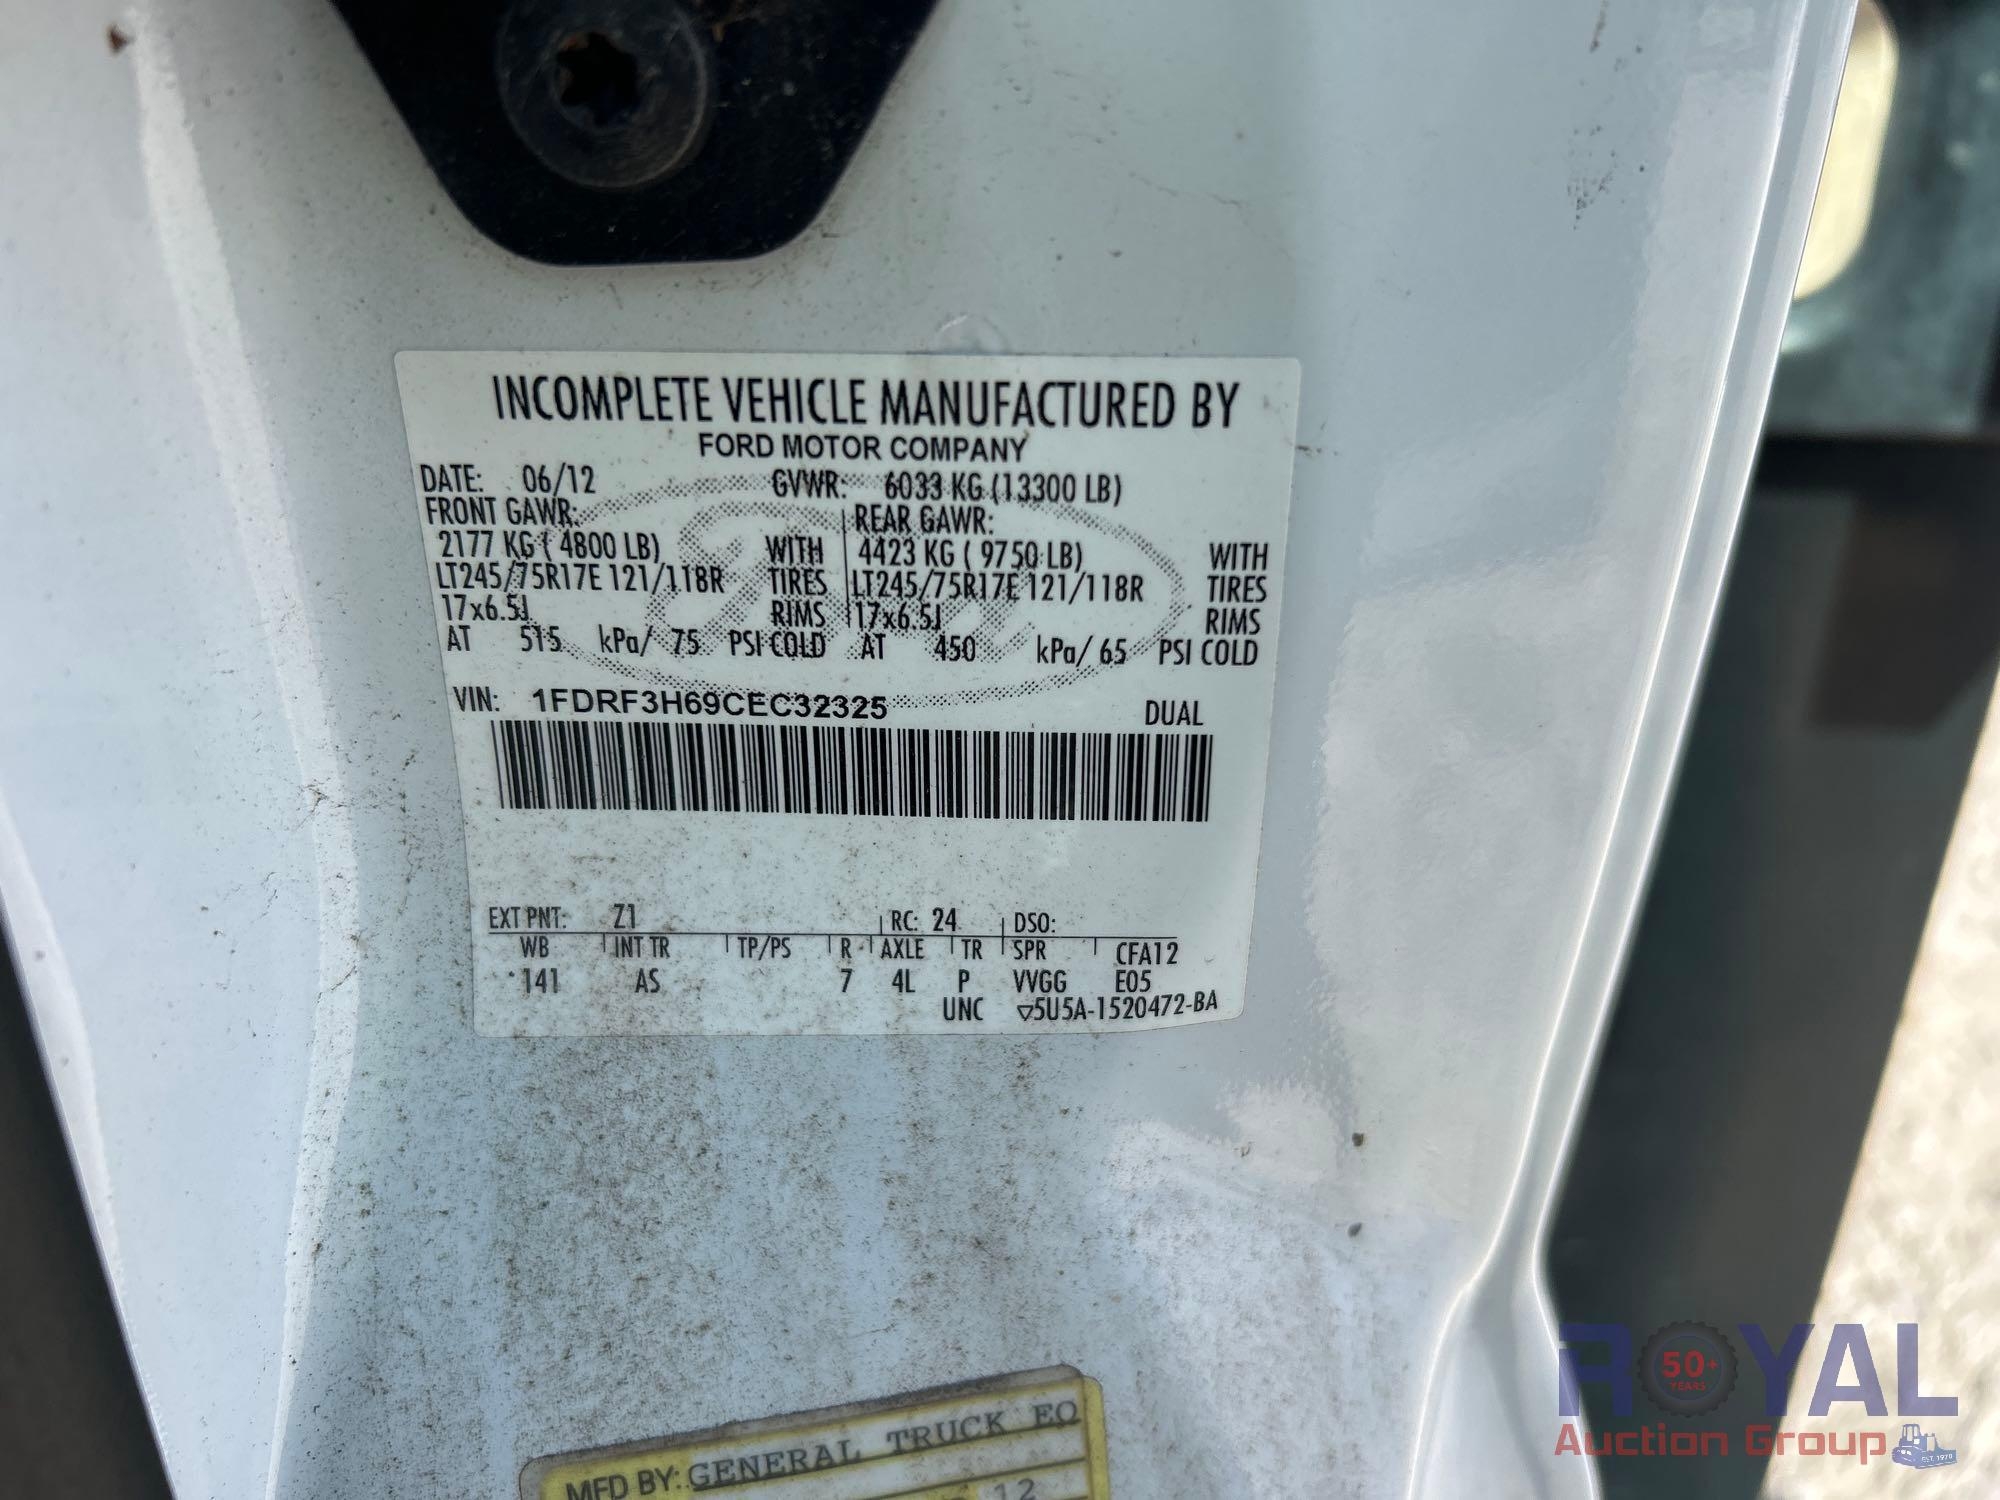 INCOMPLETE VEHICLE MANUFACTURED BY
FORD MOTOR COMPANY
DATE: 06/12 GVWR: 6033 KG (13300 LB)
FRONT GAWR: REAR GAWR:
2177 KG ( 4800 LB) WITH 4423 KG ( 9750 LB) WITH
LT245/75R17E 121/118R TIRES LT245/75R17E 121/118R TIRES
17x6.5J RIMS 17x6.5J RIMS
AT 515 kPa/ 75 PSI COLD AT 450 kPa/ 65 PSI COLD
VIN: 1FDRF3H69CEC32325 DUAL
EXT PNT: Z1 RC: 24 DSO:
WB INT TR TP/PS R AXLE TR SPR CFA12
141 AS 7 4L P VVGG E05
UNC ▽5U5A-1520472-BA
MFD BY: GENERAL TRUCK EQ
12
ROYAL
50+
YEARS
Auction Group
EST. 1970